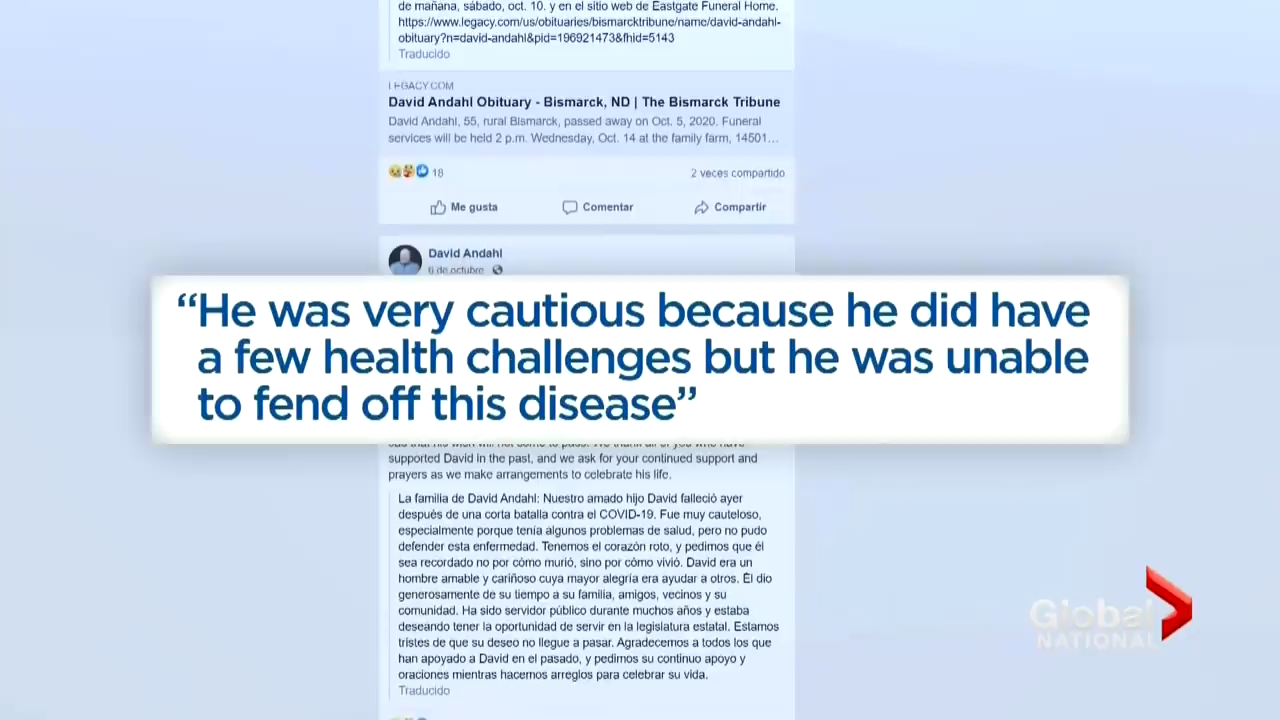 de mañana, sábado, oct. 10. y en el sitio web de Eastgate Funeral Home.
https://www.legacy.com/us/obituaries/bismarcktribune/name/david-andahl-
obituary?n=david-andahl&pid=196921473&fhid=5143
Traducido
LEGACY.COM
David Andahl Obituary - Bismarck, ND | The Bismarck Tribune
David Andahl, 55, rural Bismarck, passed away on Oct. 5, 2020. Funeral
services will be held 2 p.m. Wednesday, Oct. 14 at the family farm, 14501...
18
2 veces compartido
Me gusta
Comentar
Compartir
David Andahl
6 de octubre
“He was very cautious because he did have
a few health challenges but he was unable
to fend off this disease”
sad that his wish will not come to pass. We thank all of you who have
supported David in the past, and we ask for your continued support and
prayers as we make arrangements to celebrate his life.
La familia de David Andahl: Nuestro amado hijo David falleció ayer
después de una corta batalla contra el COVID-19. Fue muy cauteloso,
especialmente porque tenía algunos problemas de salud, pero no pudo
defender esta enfermedad. Tenemos el corazón roto, y pedimos que él
sea recordado no por cómo murió, sino por cómo vivió. David era un
hombre amable y cariñoso cuya mayor alegría era ayudar a otros. Él dio
generosamente de su tiempo a su familia, amigos, vecinos y su
comunidad. Ha sido servidor público durante muchos años y estaba
deseando tener la oportunidad de servir en la legislatura estatal. Estamos
tristes de que su deseo no llegue a pasar. Agradecemos a todos los que
han apoyado a David en el pasado, y pedimos su continuo apoyo y
oraciones mientras hacemos arreglos para celebrar su vida.
Traducido
Global
NATIONAL